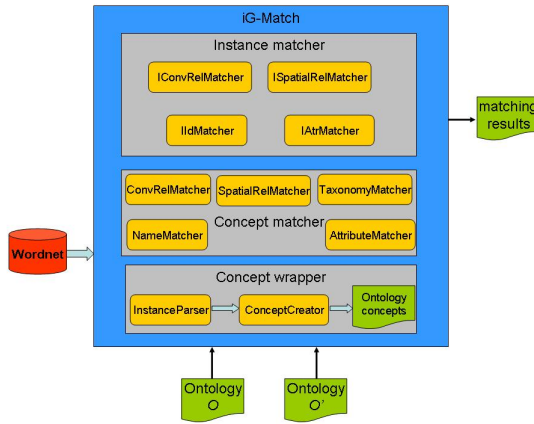 iG-Match
Instance matcher
IConvRelMatcher
ISpatialRelMatcher
IIdMatcher
IAtrMatcher
matching
results
ConvRelMatcher
SpatialRelMatcher
TaxonomyMatcher
Concept matcher
NameMatcher
AttributeMatcher
Wordnet
Concept wrapper
InstanceParser
ConceptCreator
Ontology
concepts
Ontology
O
Ontology
O'